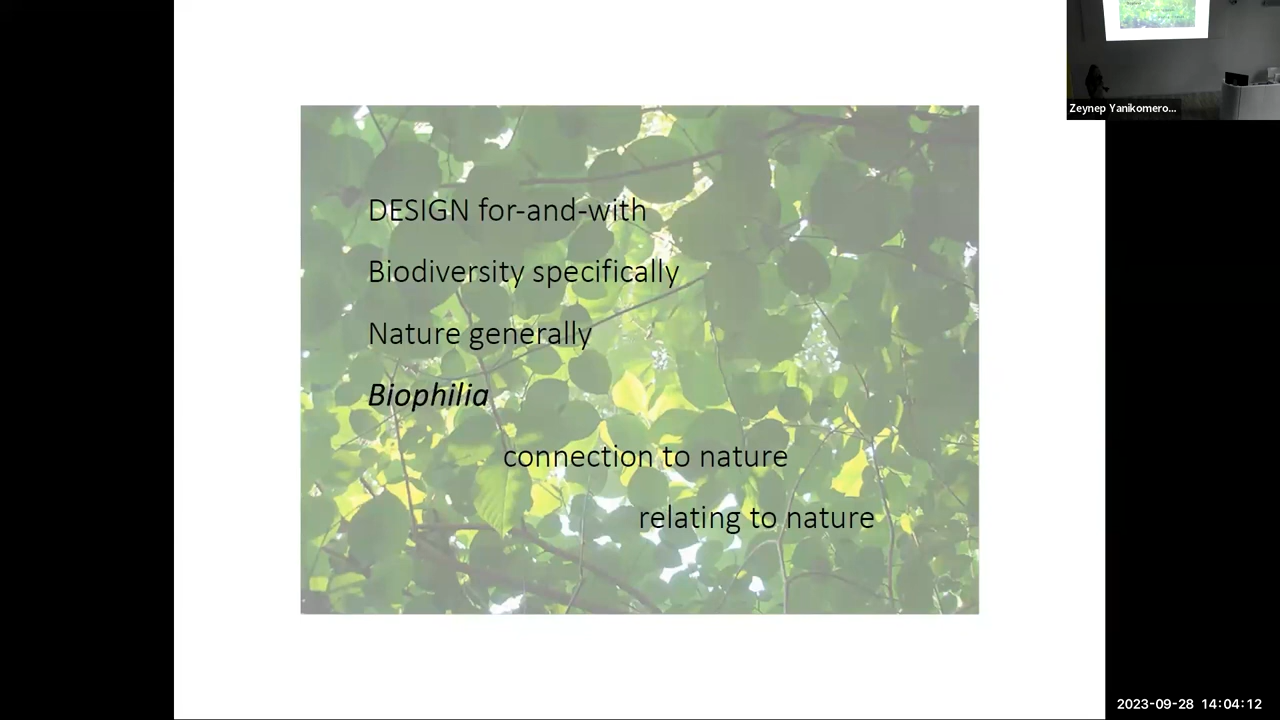 DESIGN for-and-with
Biodiversity specifically
Nature generally
Biophilia
connection to nature
relating to nature
Zeynep Yanikomero...
2023-09-28 14:04:12